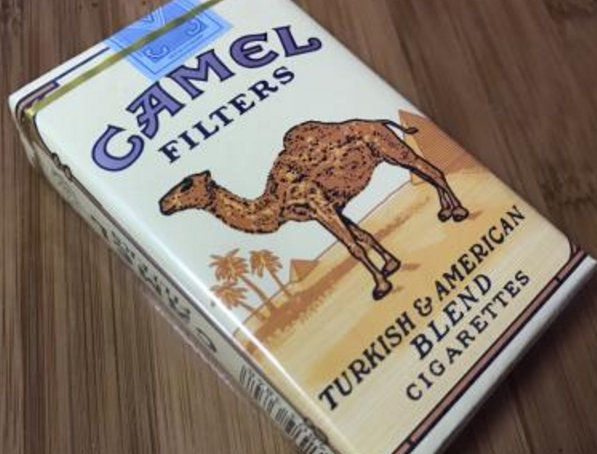 CAMEL
FILTERS
TURKISH & AMERICAN
BLEND
CIGARETTES